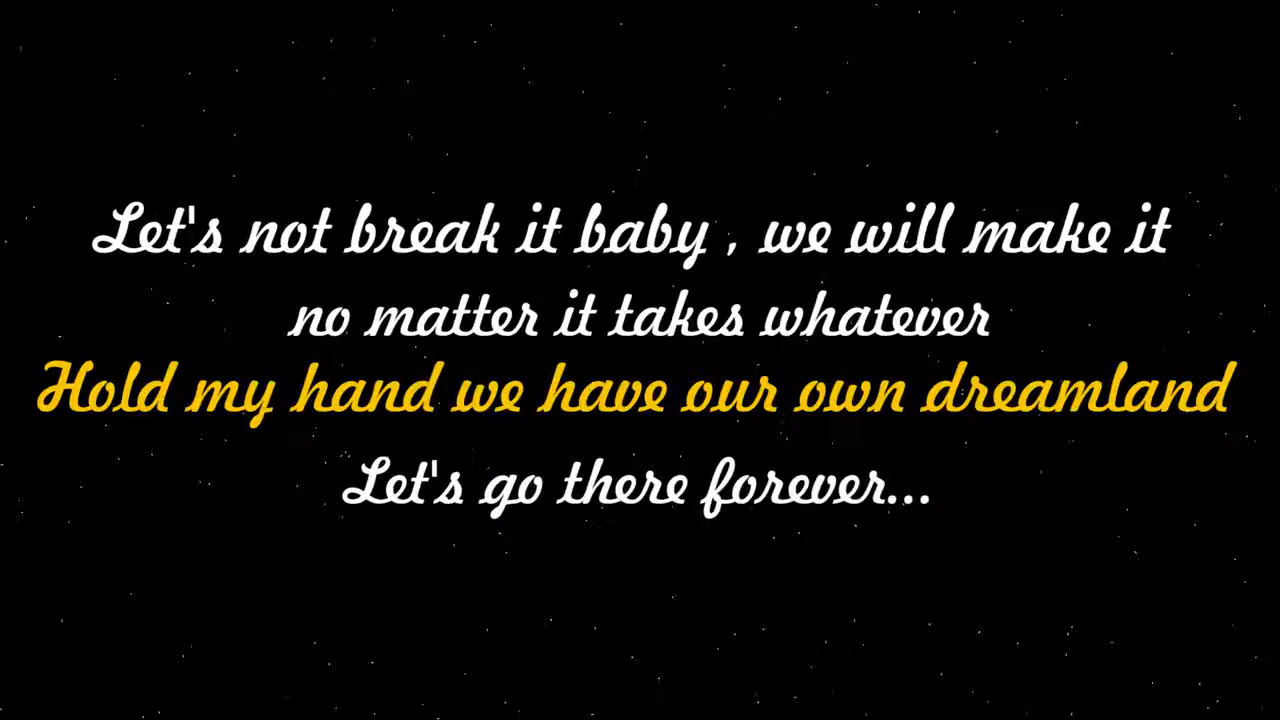 Let's not break it baby , we will make it
no matter it takes whatever
Hold my hand we have our own dreamland
Let's go there forever...